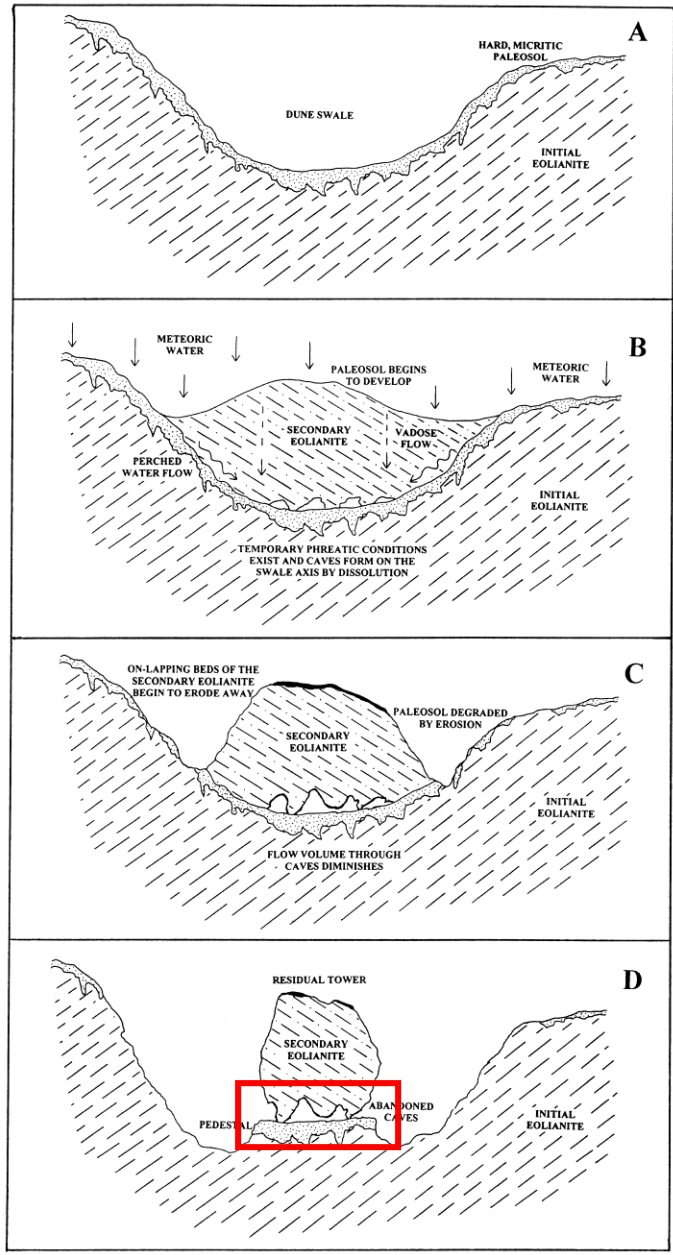 A
HARD, MICRITIC
PALEOSOL
DUNE SWALE
INITIAL
EOLIANITE
METEORIC
WATER
B
PALEOSOL BEGINS
TO DEVELOP
METEORIC
WATER
SECONDARY
EOLIANITE
VADOSE
FLOW
PERCHED
WATER FLOW
INITIAL
EOLIANITE
TEMPORARY PHREATIC CONDITIONS
EXIST AND CAVES FORM ON THE
SWALE AXIS BY DISSOLUTION
C
ON-LAPPING BEDS OF THE
SECONDARY EOLIANITE
BEGIN TO ERODE AWAY
PALEOSOL DEGRADED
BY EROSION
SECONDARY
EOLIANITE
INITIAL
EOLIANITE
FLOW VOLUME THROUGH
CAVES DIMINISHES
D
RESIDUAL TOWER
SECONDARY
EOLIANITE
PEDESTAL
ABANDONED
CAVES
INITIAL
EOLIANITE